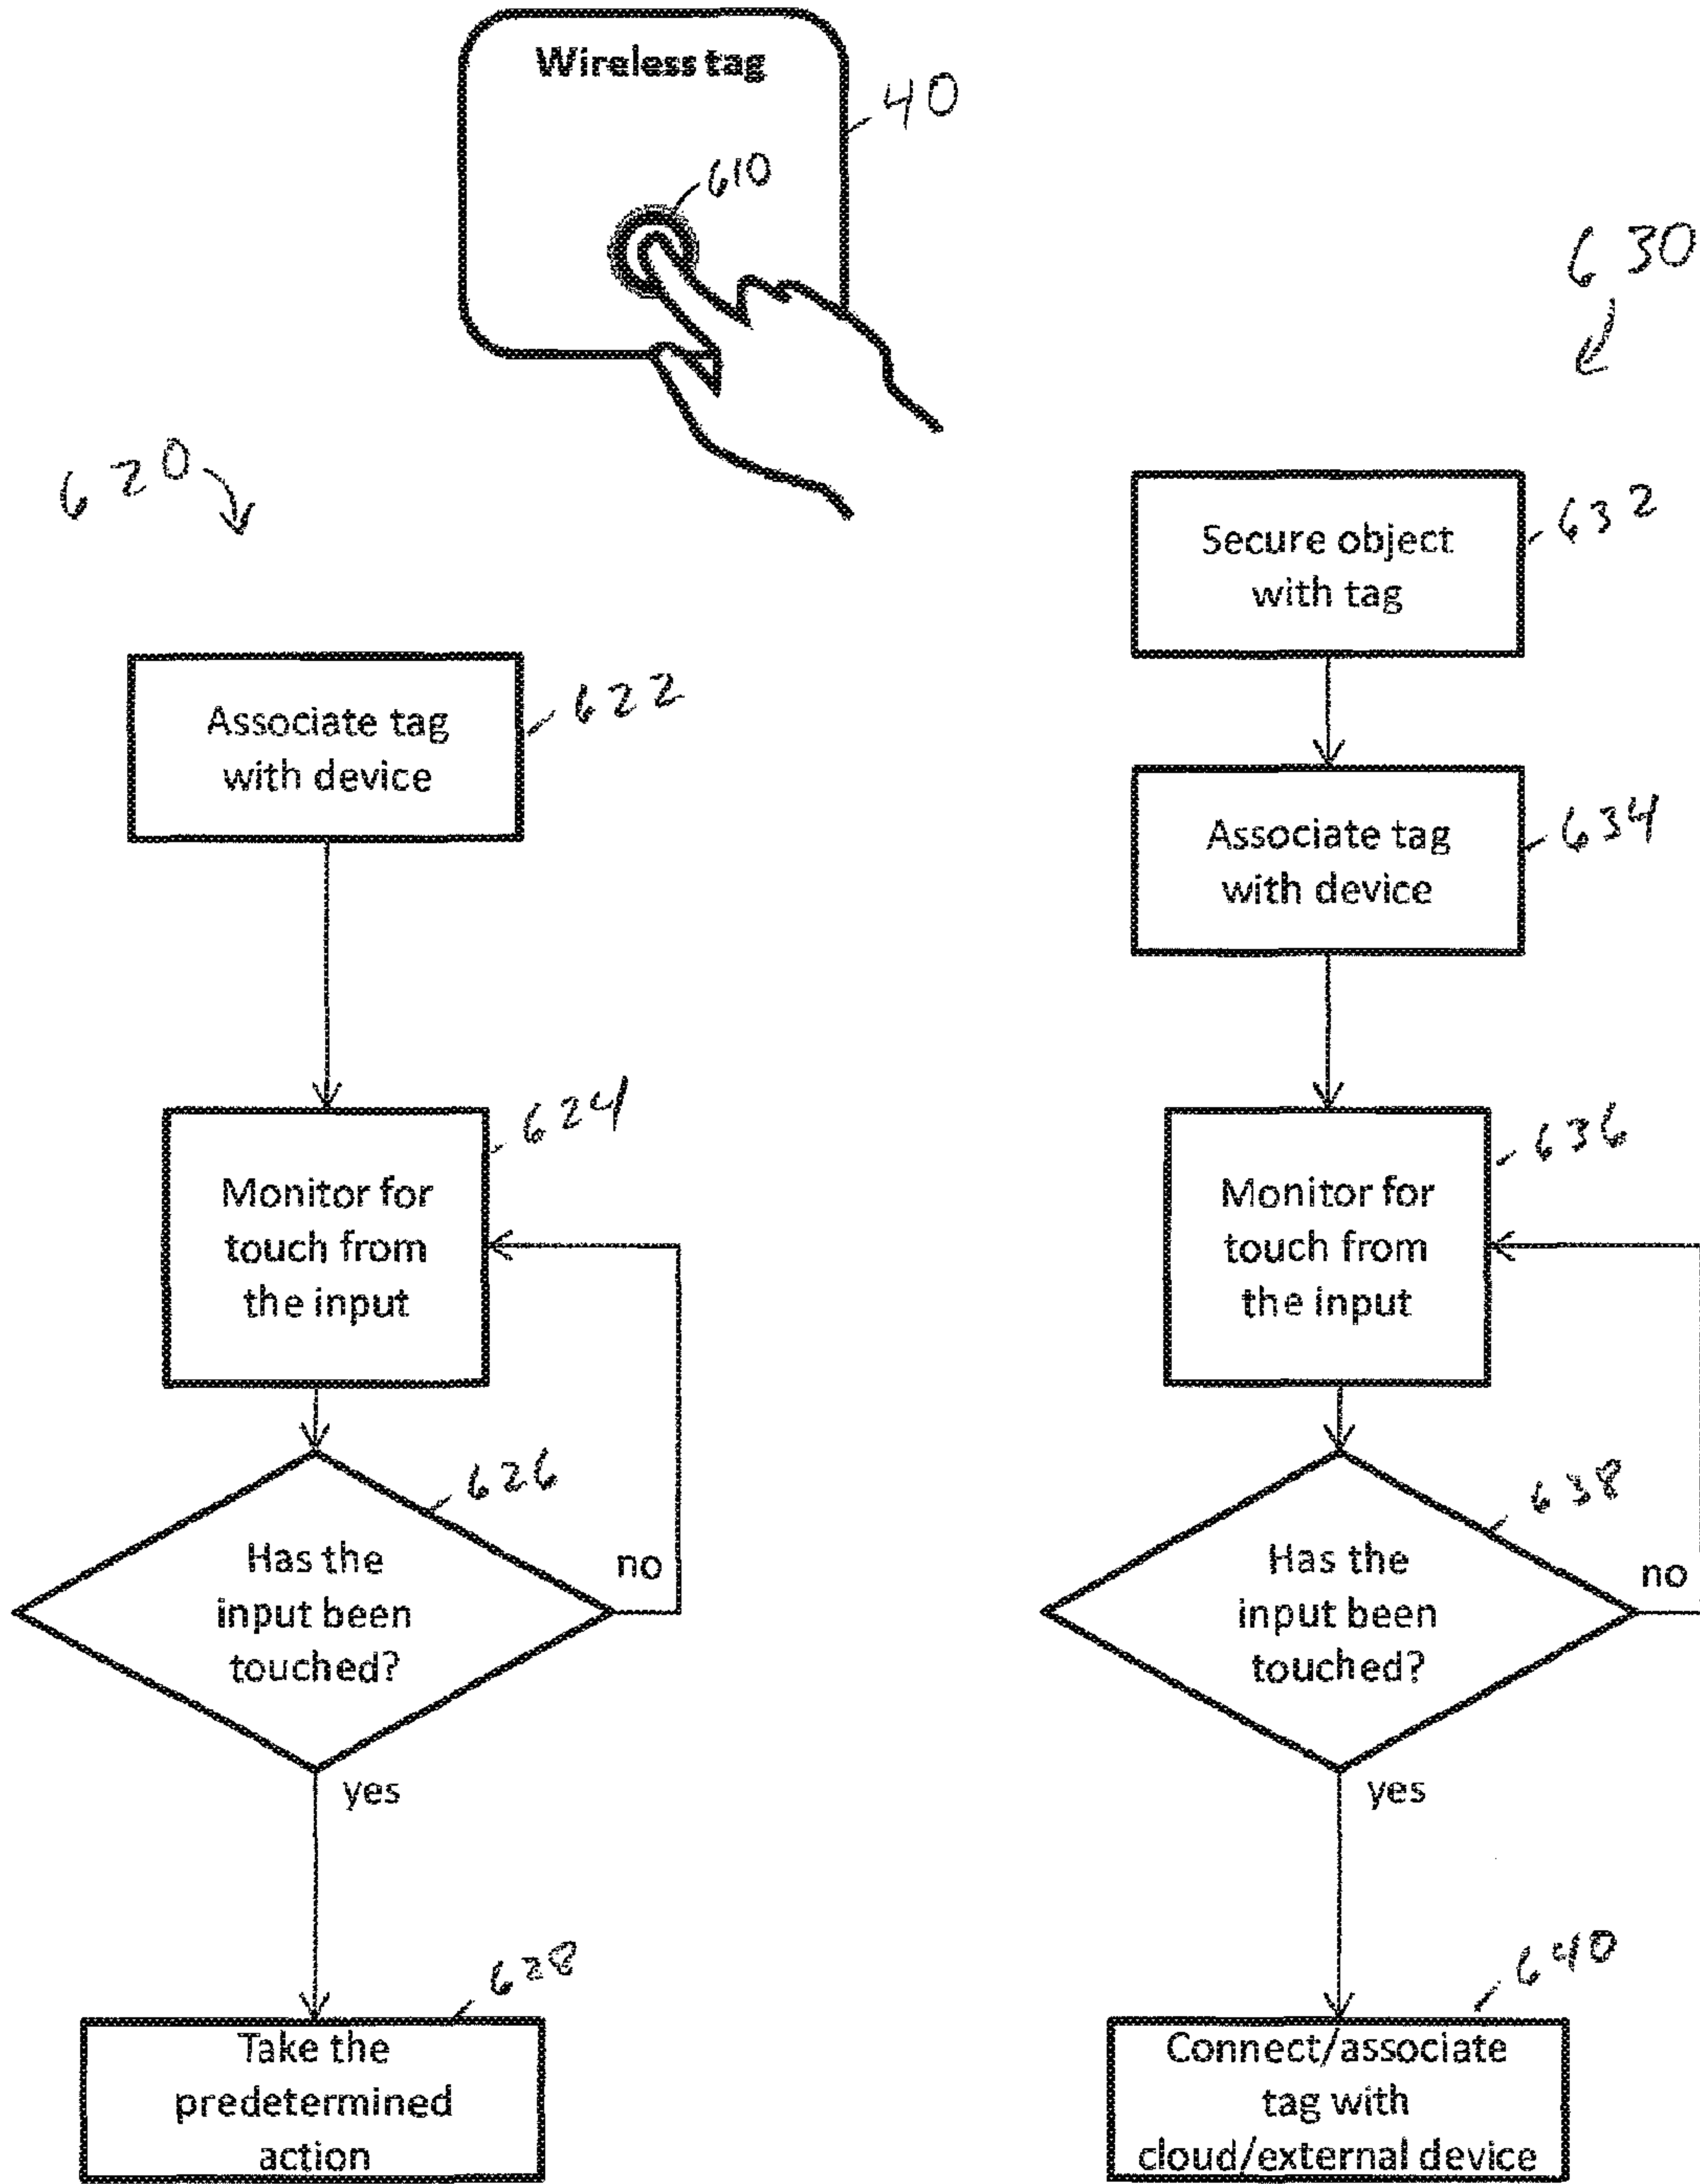 Wireless tag
40
610
630
620
632
Secure object
with tag
622
Associate tag
with device
634
Associate tag
with device
624
Monitor for
touch from
the input
636
Monitor for
touch from
the input
626
Has the
input been
touched?
no
yes
638
Has the
input been
touched?
no
yes
628
Take the
predetermined
action
640
Connect/associate
tag with
cloud/external device